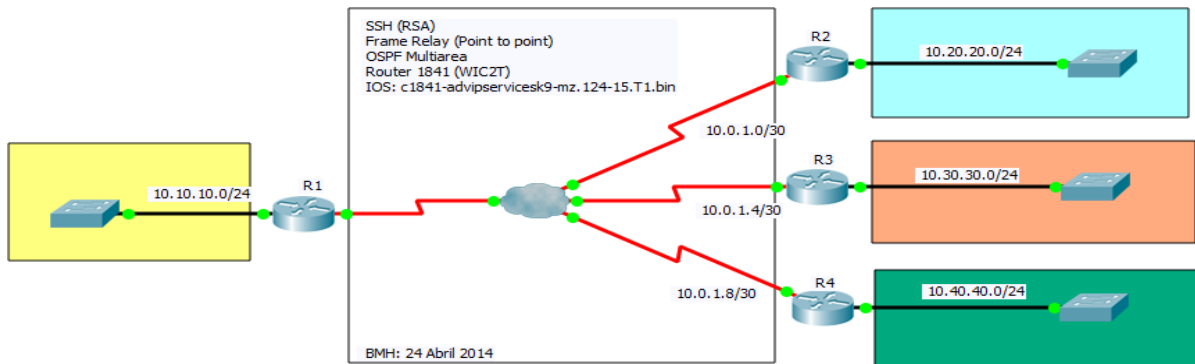 SSH (RSA)
Frame Relay (Point to point)
OSPF Multiarea
Router 1841 (WIC2T)
IOS: c1841-advipservicesk9-mz.124-15.T1.bin
R2
10.20.20.0/24
10.0.1.0/30
10.10.10.0/24
R1
R3
10.30.30.0/24
10.0.1.4/30
10.0.1.8/30
R4
10.40.40.0/24
BMH: 24 Abril 2014